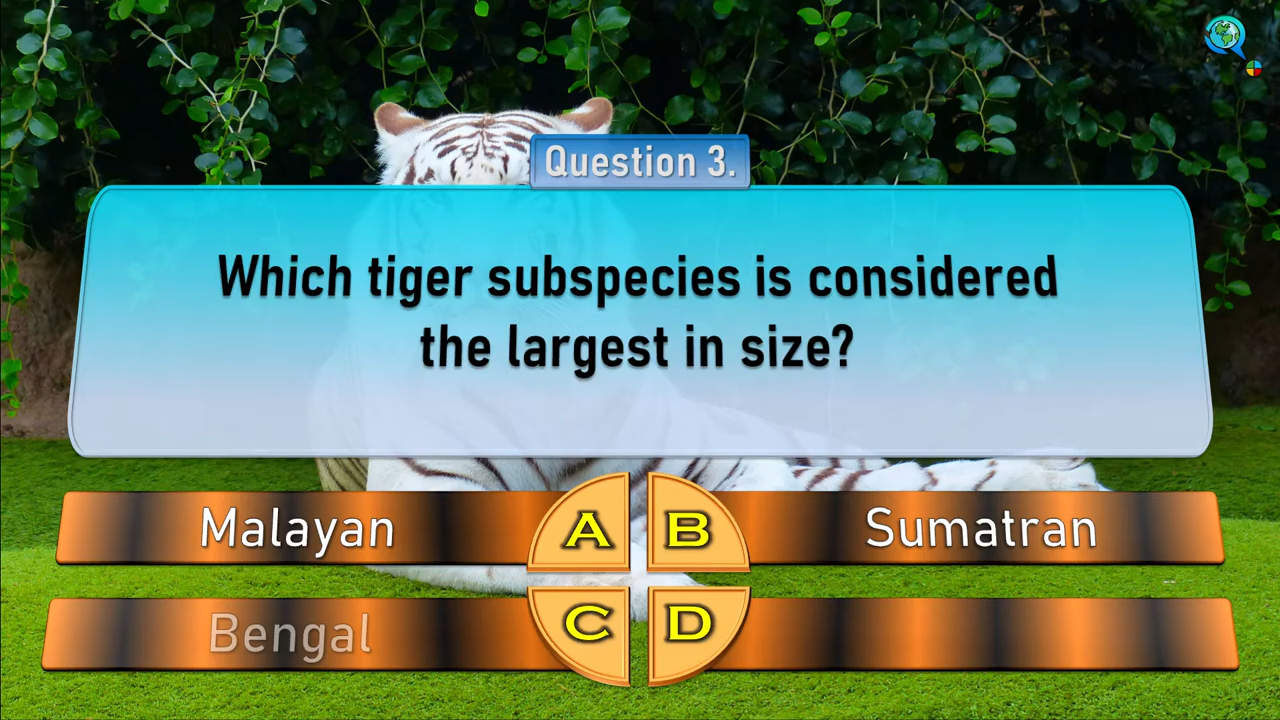 Question 3.
Which tiger subspecies is considered
the largest in size?
Malayan
A
B
Sumatran
Bengal
C
D